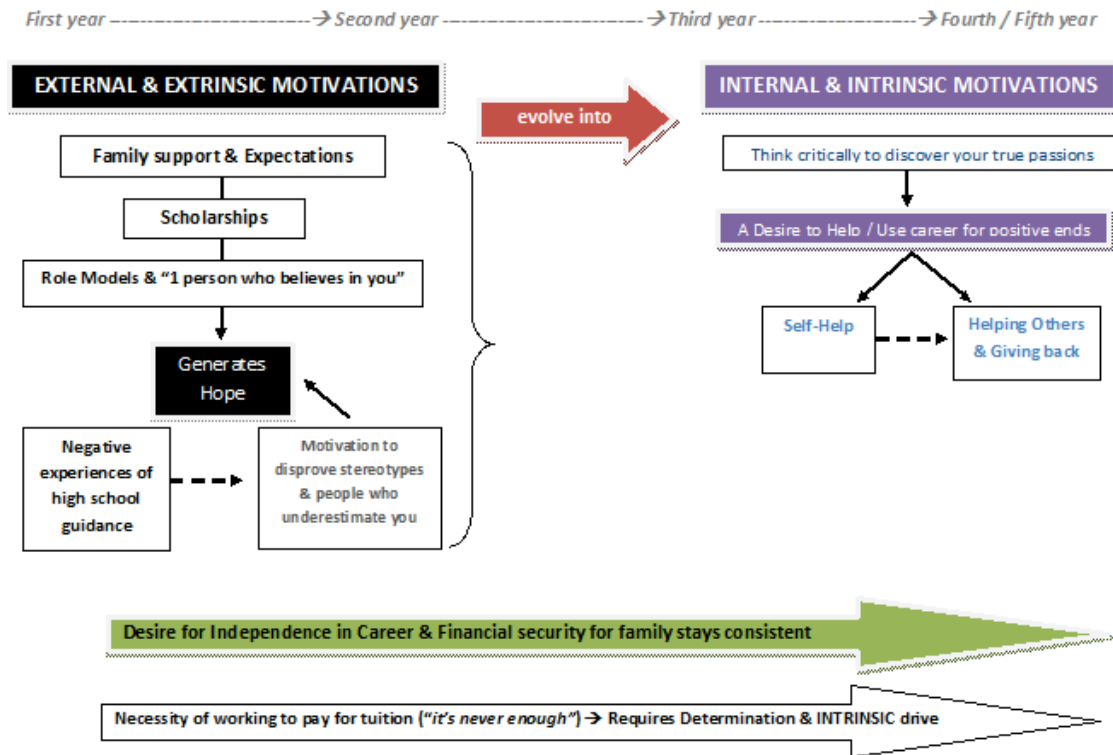 First year ----------------------→ Second year -------------------------------→ Third year ------------------→ Fourth / Fifth year
EXTERNAL & EXTRINSIC MOTIVATIONS
evolve into
INTERNAL & INTRINSIC MOTIVATIONS
Family support & Expectations
Scholarships
Role Models & “1 person who believes in you”
Generates
Hope
Negative
experiences of
high school
guidance
Motivation to
disprove stereotypes
& people who
underestimate you
Think critically to discover your true passions
A Desire to Help / Use career for positive ends
Self-Help
Helping Others
& Giving back
Desire for Independence in Career & Financial security for family stays consistent
Necessity of working to pay for tuition (“it’s never enough”) → Requires Determination & INTRINSIC drive